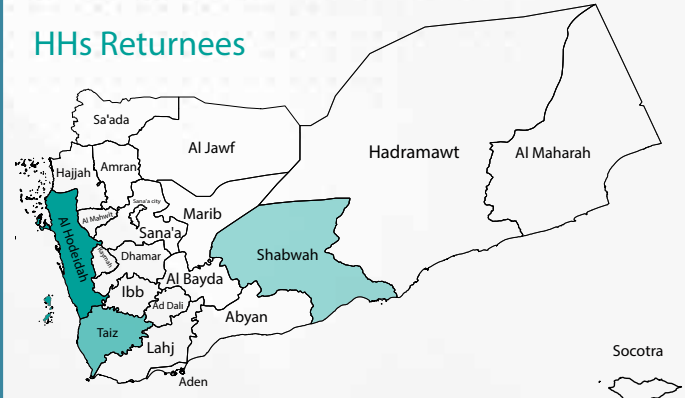 HHs Returnees
Sa'ada
Al Jawf
Hadramawt
Al Maharah
Hajjah
Amran
Sana'a city
Al Mahwit
Marib
Al Hodeidah
Sana'a
Raymah
Dhamar
Shabwah
Al Bayda
Ibb
Ad Dali
Abyan
Taiz
Lahj
Socotra
Aden